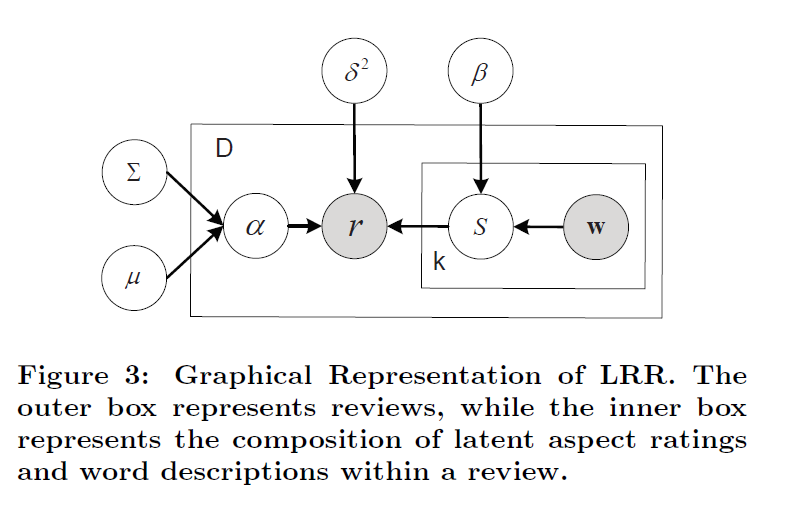 δ²
β
D
Σ
α
r
S
w
k
μ
Figure 3: Graphical Representation of LRR. The
outer box represents reviews, while the inner box
represents the composition of latent aspect ratings
and word descriptions within a review.